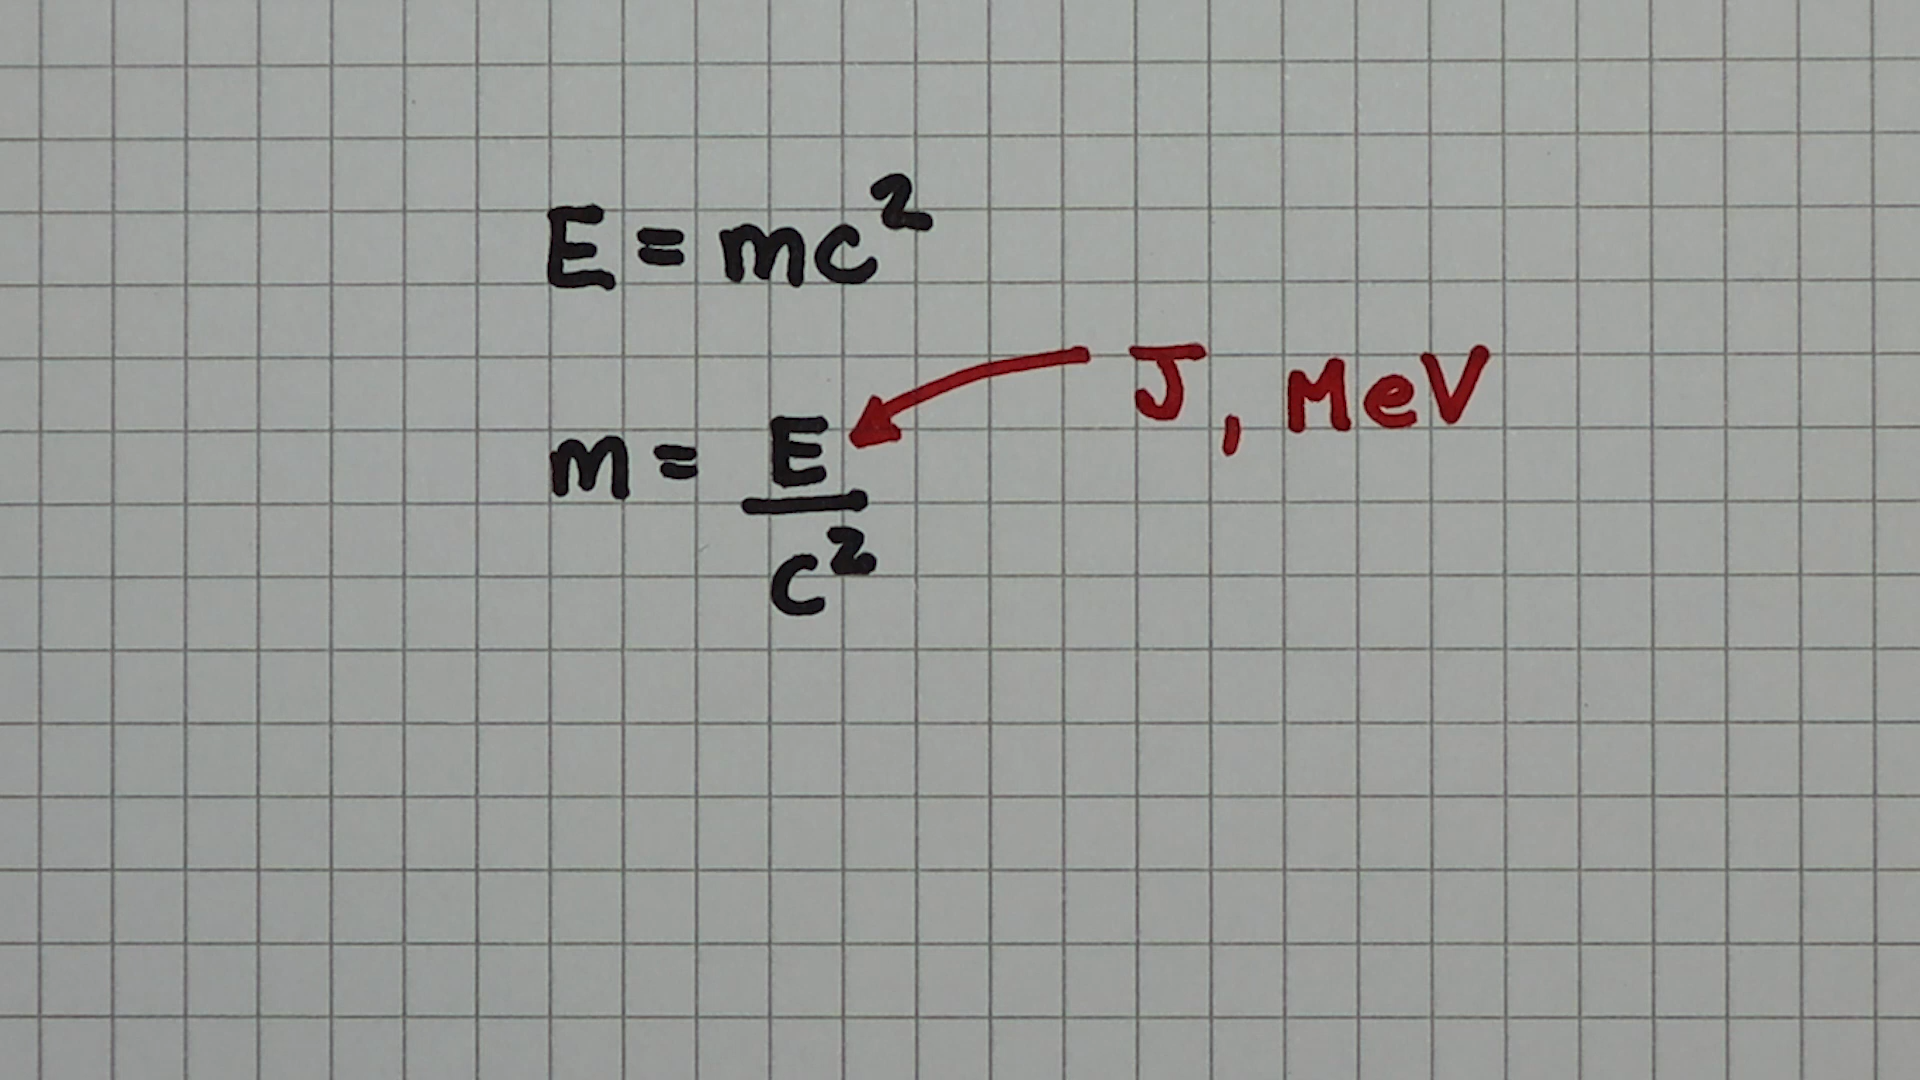 E = mc²
J, MeV
m = E/c²